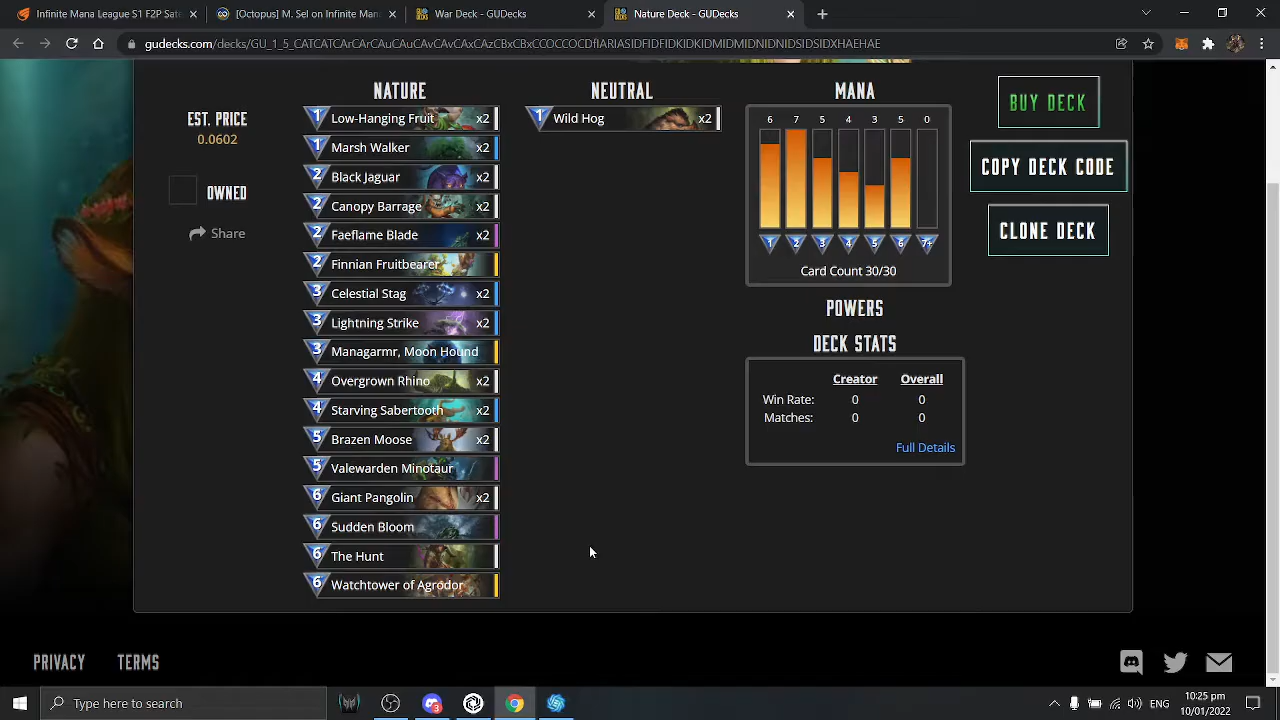 Infinite Mana League S1 F2P Sate
[Octopus] M. Sel on Infinite Man
War Deck - GUDecks
Nature Deck - GUDecks
gudecks.com/decks/GU_1_5_CATCATCArCArCAuCAuCAvCAvCAxCAzCBxCBxCCOCCOCDfIARIASIDFIDFIDKIDKIDMIDMIDNIDNIDSIDSIDXHAEHAE
NATURE
NEUTRAL
MANA
BUY DECK
COPY DECK CODE
CLONE DECK
EST. PRICE
0.0602
OWNED
Share
1 Low-hanging Fruit x2
1 Marsh Walker x2
2 Black Jaguar x2
2 Canopy Barrage x2
2 Faeflame Blade x2
2 Finnian Fruitbearer
3 Celestial Stag x2
3 Lightning Strike x2
3 Managarmr, Moon Hound
4 Overgrown Rhino x2
4 Starving Sabertooth x2
5 Brazen Moose x2
5 Valewarden Minotaur
6 Giant Pangolin x2
6 Sudden Bloom
6 The Hunt
6 Watchtower of Agrodor
1 Wild Hog x2
6 7 5 4 3 5 0
1 2 3 4 5 6 7+
Card Count 30/30
POWERS
DECK STATS
Creator Overall
Win Rate: 0 0
Matches: 0 0
Full Details
PRIVACY TERMS
Type here to search
3
ENG
10:25 pm
10/01/2022